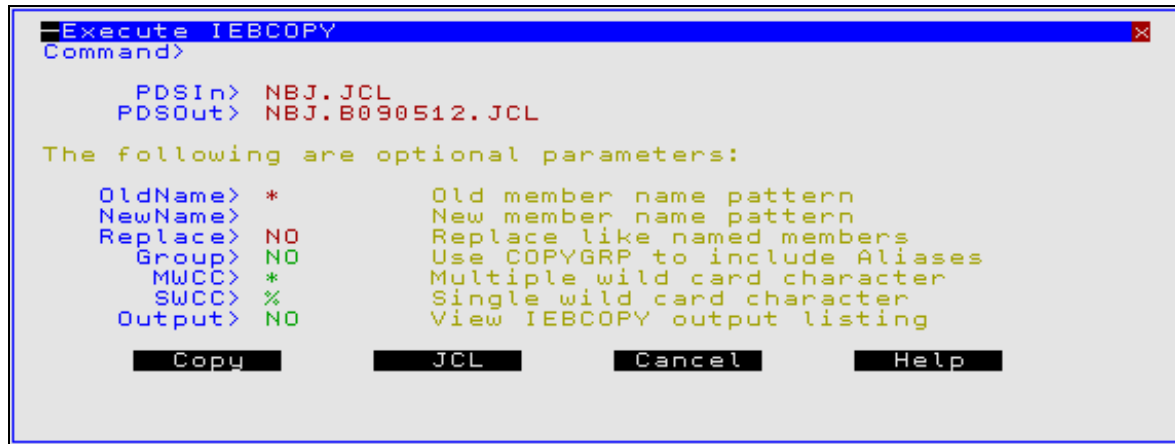 Execute IEBCOPY x
Command>
PDSIn> NBJ.JCL
PDSOut> NBJ.B090512.JCL
The following are optional parameters:
OldName> * Old member name pattern
NewName> New member name pattern
Replace> NO Replace like named members
Group> NO Use COPYGRP to include Aliases
MWCC> * Multiple wild card character
SWCC> % Single wild card character
Output> NO View IEBCOPY output listing
Copy JCL Cancel Help